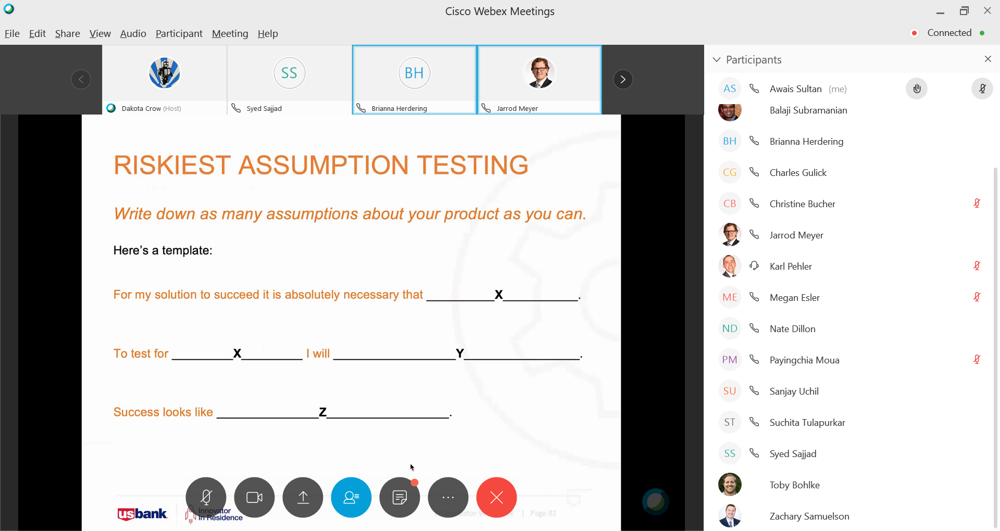 Cisco Webex Meetings
File Edit Share View Audio Participant Meeting Help
Connected
Dakota Crow (Host)
SS
Syed Sajjad
BH
Brianna Herdering
Jarrod Meyer
RISKIEST ASSUMPTION TESTING
Write down as many assumptions about your product as you can.
Here's a template:
For my solution to succeed it is absolutely necessary that ___________X____________.
To test for __________X__________ I will ____________________Y___________________.
Success looks like ________________Z____________________.
usbank
Innovator
In Residence
| Page 92
Participants
AS Awais Sultan (me)
Balaji Subramanian
BH Brianna Herdering
CG Charles Gulick
CB Christine Bucher
Jarrod Meyer
Karl Pehler
ME Megan Esler
ND Nate Dillon
PM Payingchia Moua
SU Sanjay Uchil
ST Suchita Tulapurkar
SS Syed Sajjad
Toby Bohlke
Zachary Samuelson